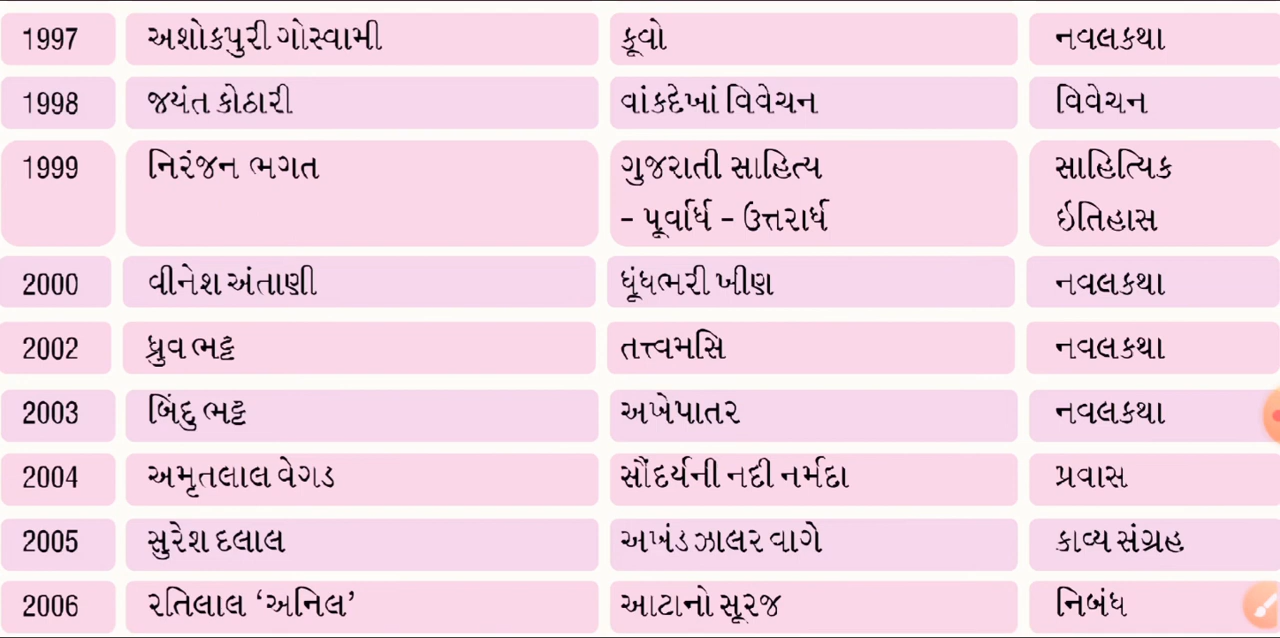 1997 અશોકપુરી ગોસ્વામી કૂવો નવલકથા
1998 જયંત કોઠારી વાંકદેખાં વિવેચન વિવેચન
1999 નિરંજન ભગત ગુજરાતી સાહિત્ય સાહિત્યિક
– પૂર્વાર્ધ – ઉત્તરાર્ધ ઇતિહાસ
2000 વીનેશ અંતાણી ધૂંધભરી ખીણ નવલકથા
2002 ધ્રુવ ભટ્ટ તત્ત્વમસિ નવલકથા
2003 બિંદુ ભટ્ટ અખેપાતર નવલકથા
2004 અમૃતલાલ વેગડ સૌંદર્યની નદી નર્મદા પ્રવાસ
2005 સુરેશ દલાલ અખંડ ઝાલર વાગે કાવ્ય સંગ્રહ
2006 રતિલાલ ‘અનિલ’ આટાનો સૂરજ નિબંધ